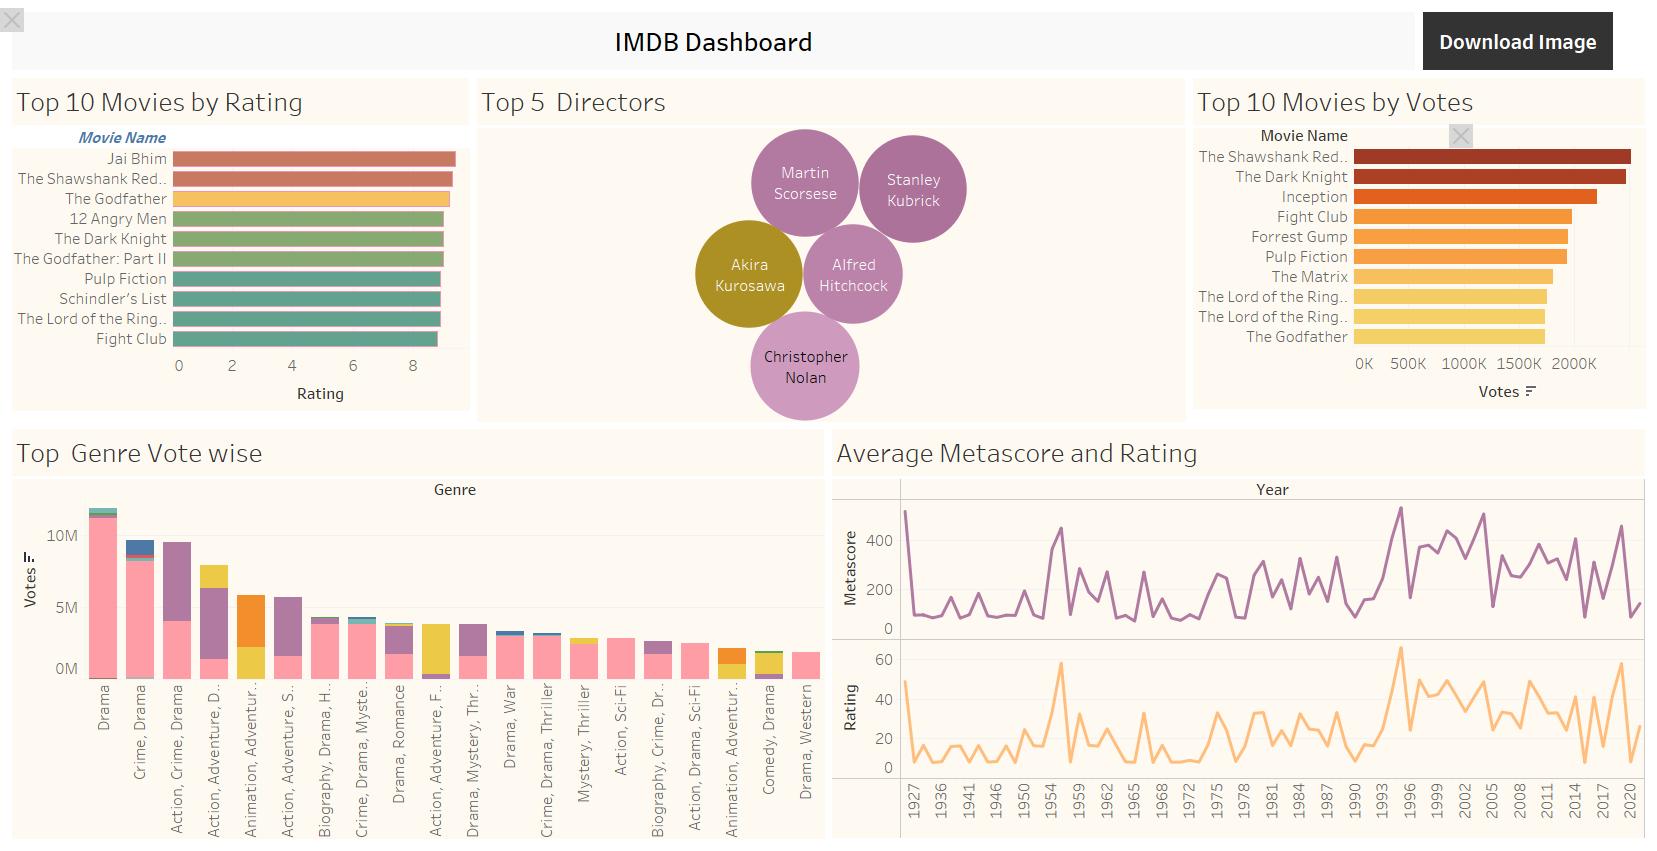 IMDB Dashboard
Download Image
Top 10 Movies by Rating
Movie Name
Jai Bhim
The Shawshank Red..
The Godfather
12 Angry Men
The Dark Knight
The Godfather: Part II
Pulp Fiction
Schindler's List
The Lord of the Ring..
Fight Club
0 2 4 6 8
Rating
Top 5 Directors
Martin
Scorsese
Stanley
Kubrick
Akira
Kurosawa
Alfred
Hitchcock
Christopher
Nolan
Top 10 Movies by Votes
Movie Name
The Shawshank Red..
The Dark Knight
Inception
Fight Club
Forrest Gump
Pulp Fiction
The Matrix
The Lord of the Ring..
The Lord of the Ring..
The Godfather
0K 500K 1000K 1500K 2000K
Votes
Top Genre Vote wise
Genre
Votes
10M
5M
0M
Drama
Crime, Drama
Action, Crime, Drama
Action, Adventure, D..
Animation, Adventur..
Action, Adventure, S..
Biography, Drama, H..
Crime, Drama, Myste..
Drama, Romance
Action, Adventure, F..
Drama, Mystery, Thr..
Drama, War
Crime, Drama, Thriller
Mystery, Thriller
Action, Sci-Fi
Biography, Crime, Dr..
Action, Drama, Sci-Fi
Animation, Adventur..
Comedy, Drama
Drama, Western
Average Metascore and Rating
Year
Metascore
400
200
0
Rating
60
40
20
0
1927 1936 1941 1946 1950 1954 1959 1962 1965 1968 1972 1975 1978 1981 1984 1987 1990 1993 1996 1999 2002 2005 2008 2011 2014 2017 2020